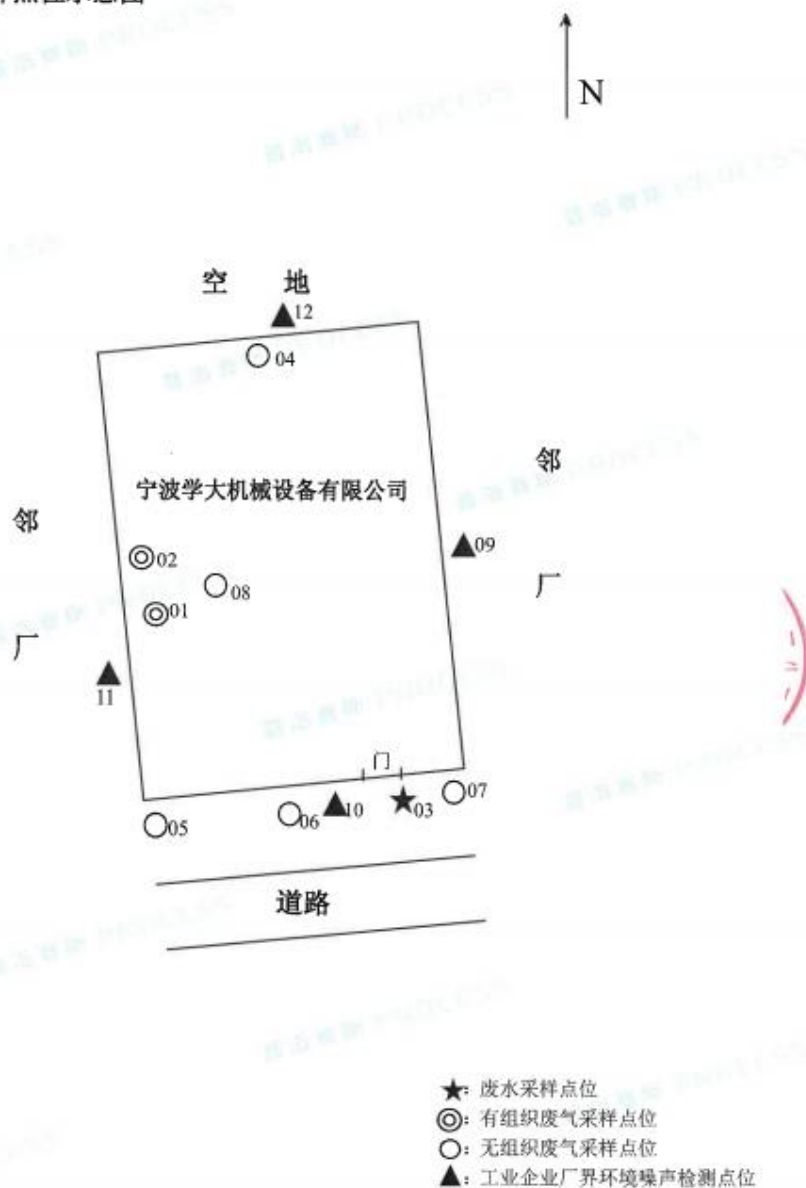 N
空 地
12
04
宁波学大机械设备有限公司
邻
厂
邻
厂
02
08
01
09
11
门
07
05
06
10
03
道路
★：废水采样点位
◎：有组织废气采样点位
○：无组织废气采样点位
▲：工业企业厂界环境噪声检测点位